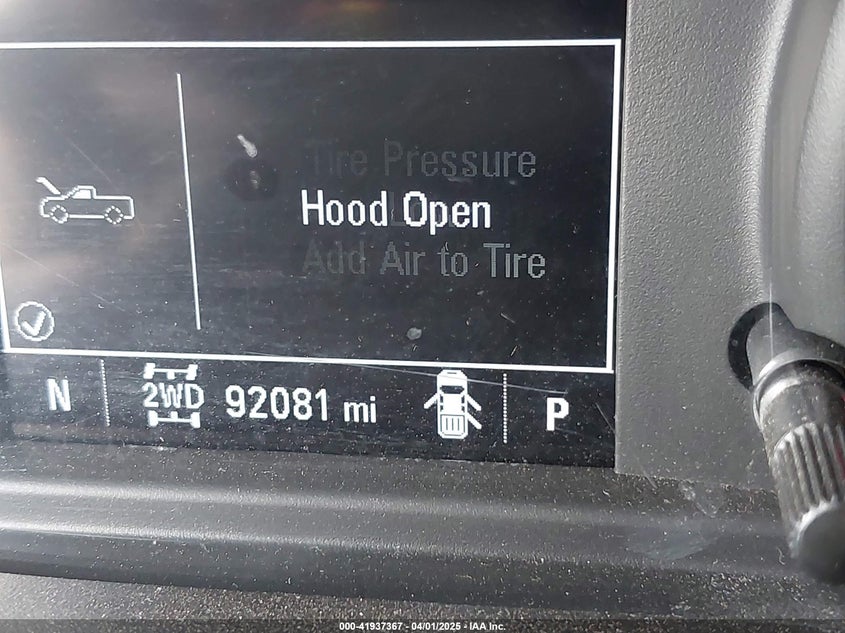 Tire Pressure
Hood Open
Add Air to Tire
N 2WD 92081 mi P
000-41937367 - 04/01/2025 - IAA Inc.